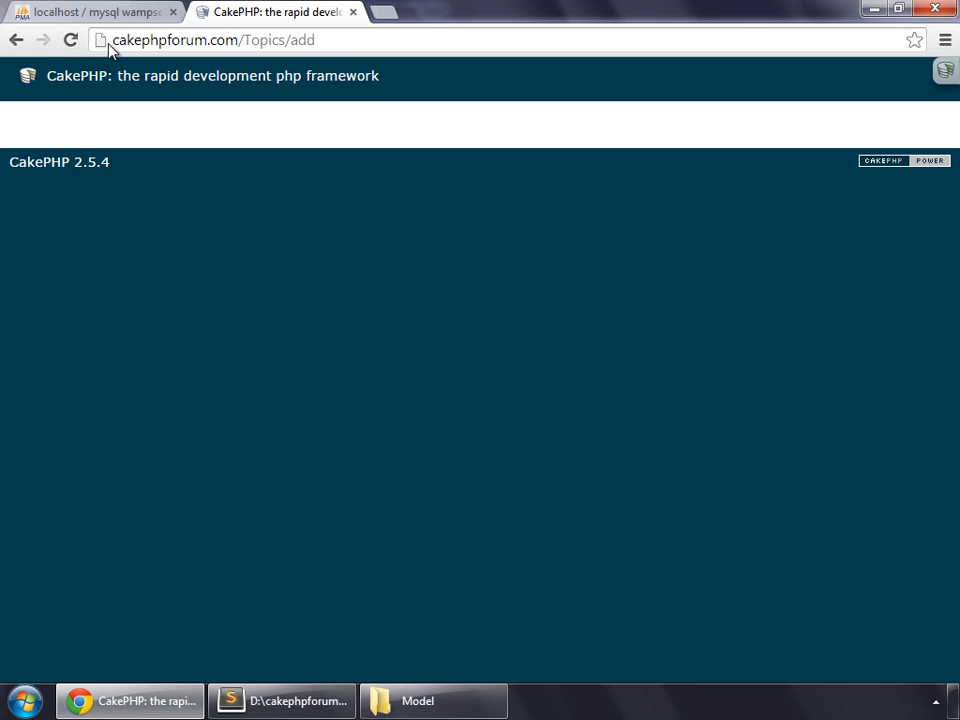 localhost / mysql wampse
CakePHP: the rapid devel
cakephpforum.com/Topics/add
CakePHP: the rapid development php framework
CakePHP 2.5.4
CAKEPHP POWER
CakePHP: the rapi...
S
D:\cakephpforum...
Model
PMA